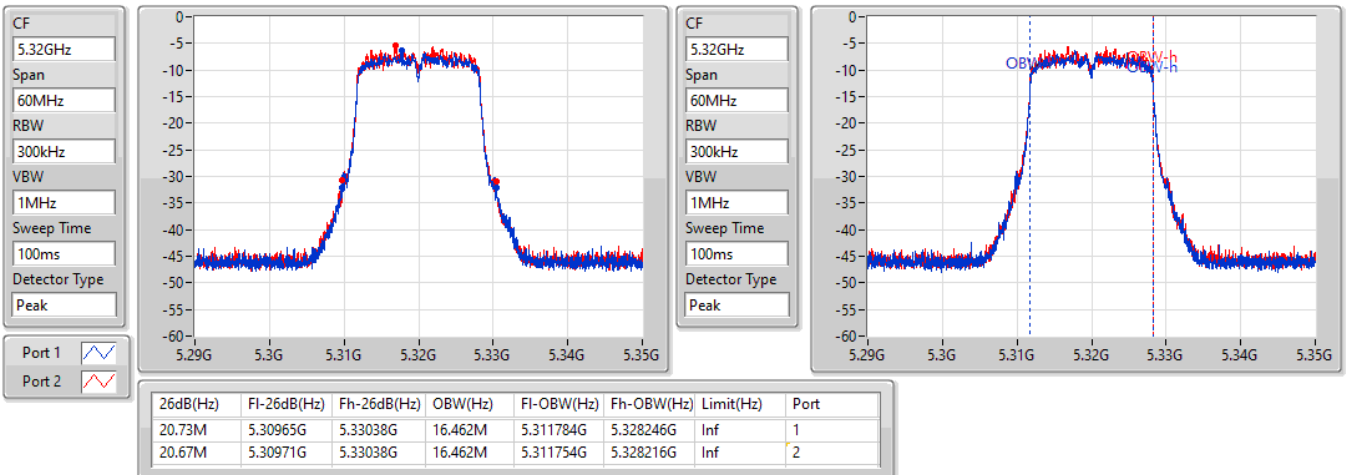 CF
5.32GHz
Span
60MHz
RBW
300kHz
VBW
1MHz
Sweep Time
100ms
Detector Type
Peak
Port 1
Port 2
0
-5
-10
-15
-20
-25
-30
-35
-40
-45
-50
-55
-60
5.29G 5.3G 5.31G 5.32G 5.33G 5.34G 5.35G
CF
5.32GHz
Span
60MHz
RBW
300kHz
VBW
1MHz
Sweep Time
100ms
Detector Type
Peak
0
-5
-10
-15
-20
-25
-30
-35
-40
-45
-50
-55
-60
OBW-h
OBW-h
5.29G 5.3G 5.31G 5.32G 5.33G 5.34G 5.35G
26dB(Hz) Fl-26dB(Hz) Fh-26dB(Hz) OBW(Hz) Fl-OBW(Hz) Fh-OBW(Hz) Limit(Hz) Port
20.73M 5.30965G 5.33038G 16.462M 5.311784G 5.328246G Inf 1
20.67M 5.30971G 5.33038G 16.462M 5.311754G 5.328216G Inf 2